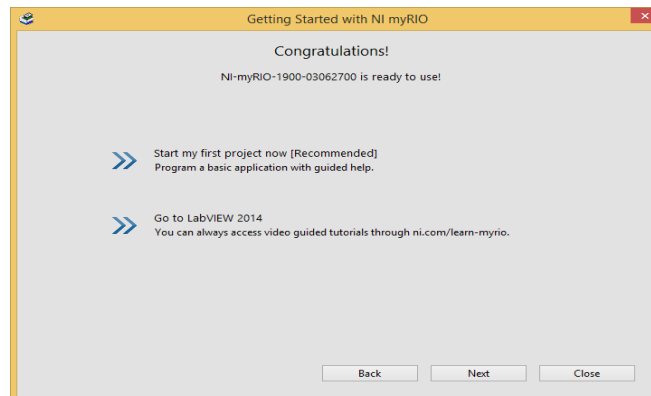 Getting Started with NI myRIO
Congratulations!
NI-myRIO-1900-03062700 is ready to use!
Start my first project now [Recommended]
Program a basic application with guided help.
Go to LabVIEW 2014
You can always access video guided tutorials through ni.com/learn-myrio.
Back Next Close